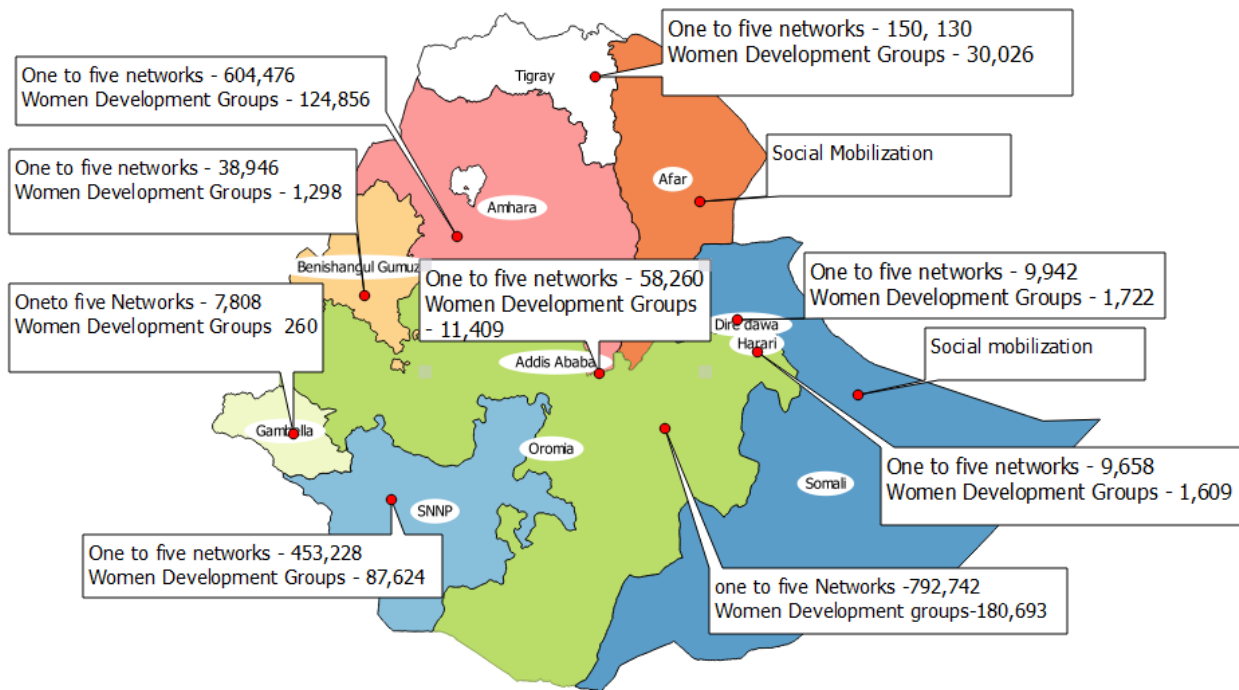 One to five networks - 150, 130
Women Development Groups - 30,026
Tigray
One to five networks - 604,476
Women Development Groups - 124,856
Social Mobilization
Afar
One to five networks - 38,946
Women Development Groups - 1,298
Amhara
Benishangul Gumuz
One to five networks - 58,260
Women Development Groups
- 11,409
One to five networks - 9,942
Women Development Groups - 1,722
Oneto five Networks - 7,808
Women Development Groups 260
Dire dawa
Harari
Social mobilization
Addis Ababa
Gambella
Oromia
One to five networks - 9,658
Women Development Groups - 1,609
Somali
SNNP
One to five networks - 453,228
Women Development Groups - 87,624
one to five Networks -792,742
Women Development groups-180,693